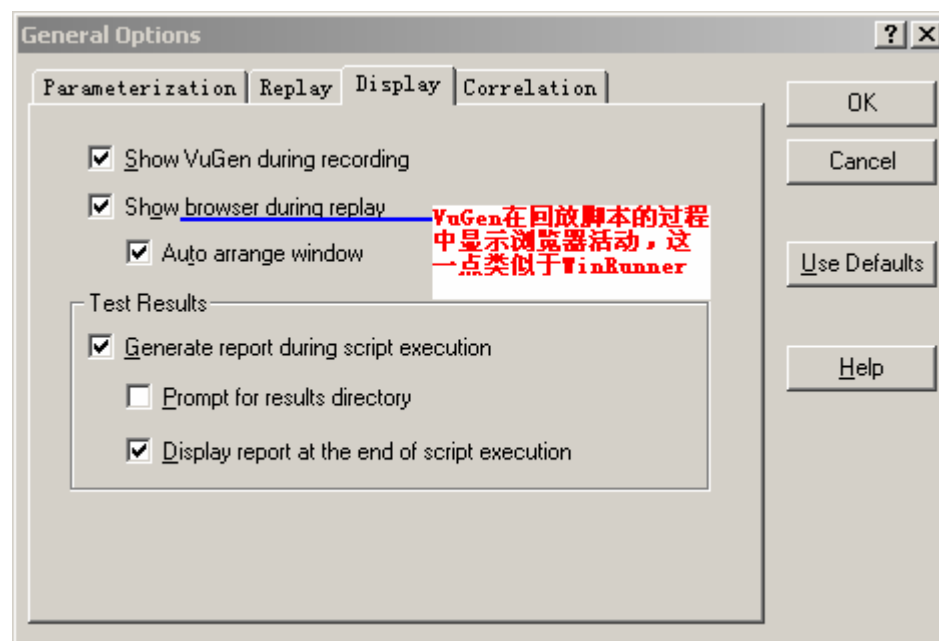 General Options
Parameterization Replay Display Correlation
OK
Show VuGen during recording
Cancel
Show browser during replay
VuGen在回放脚本的过程
中显示浏览器活动，这
一点类似于WinRunner
Auto arrange window
Use Defaults
Test Results
Generate report during script execution
Help
Prompt for results directory
Display report at the end of script execution